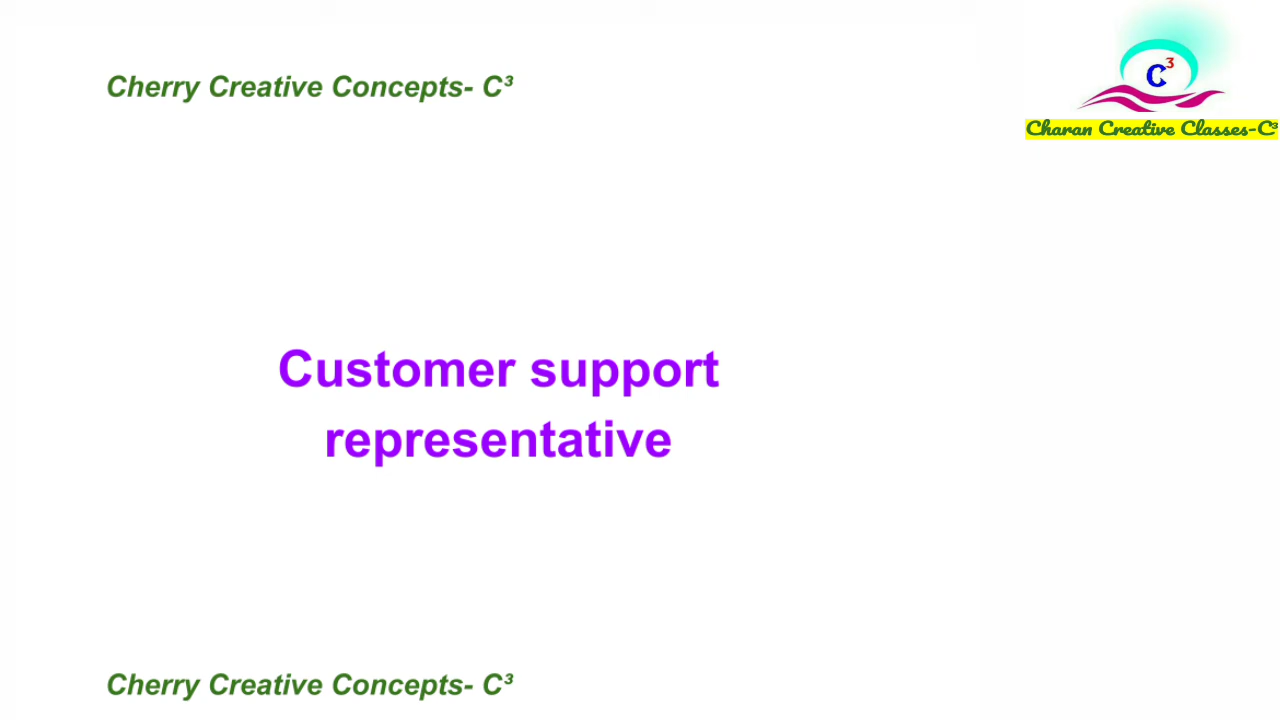 Cherry Creative Concepts- C³
C³
Charan Creative Classes-C³
Customer support
representative
Cherry Creative Concepts- C³